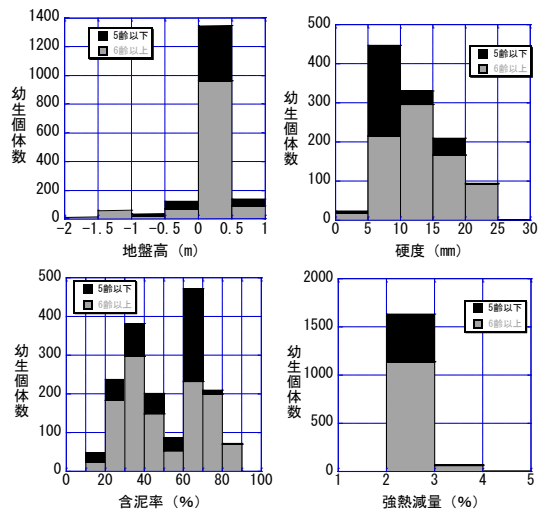 1400
1200
1000
800
600
400
200
0
-2 -1.5 -1 -0.5 0 0.5 1
幼生個体数
地盤高 (m)
5齢以下
6齢以上
500
400
300
200
100
0
0 5 10 15 20 25 30
幼生個体数
硬度 (㎜)
5齢以下
6齢以上
500
400
300
200
100
0
0 20 40 60 80 100
幼生個体数
含泥率 (%)
5齢以下
6齢以上
2000
1500
1000
500
0
1 2 3 4 5
幼生個体数
強熱減量 (%)
5齢以下
6齢以上